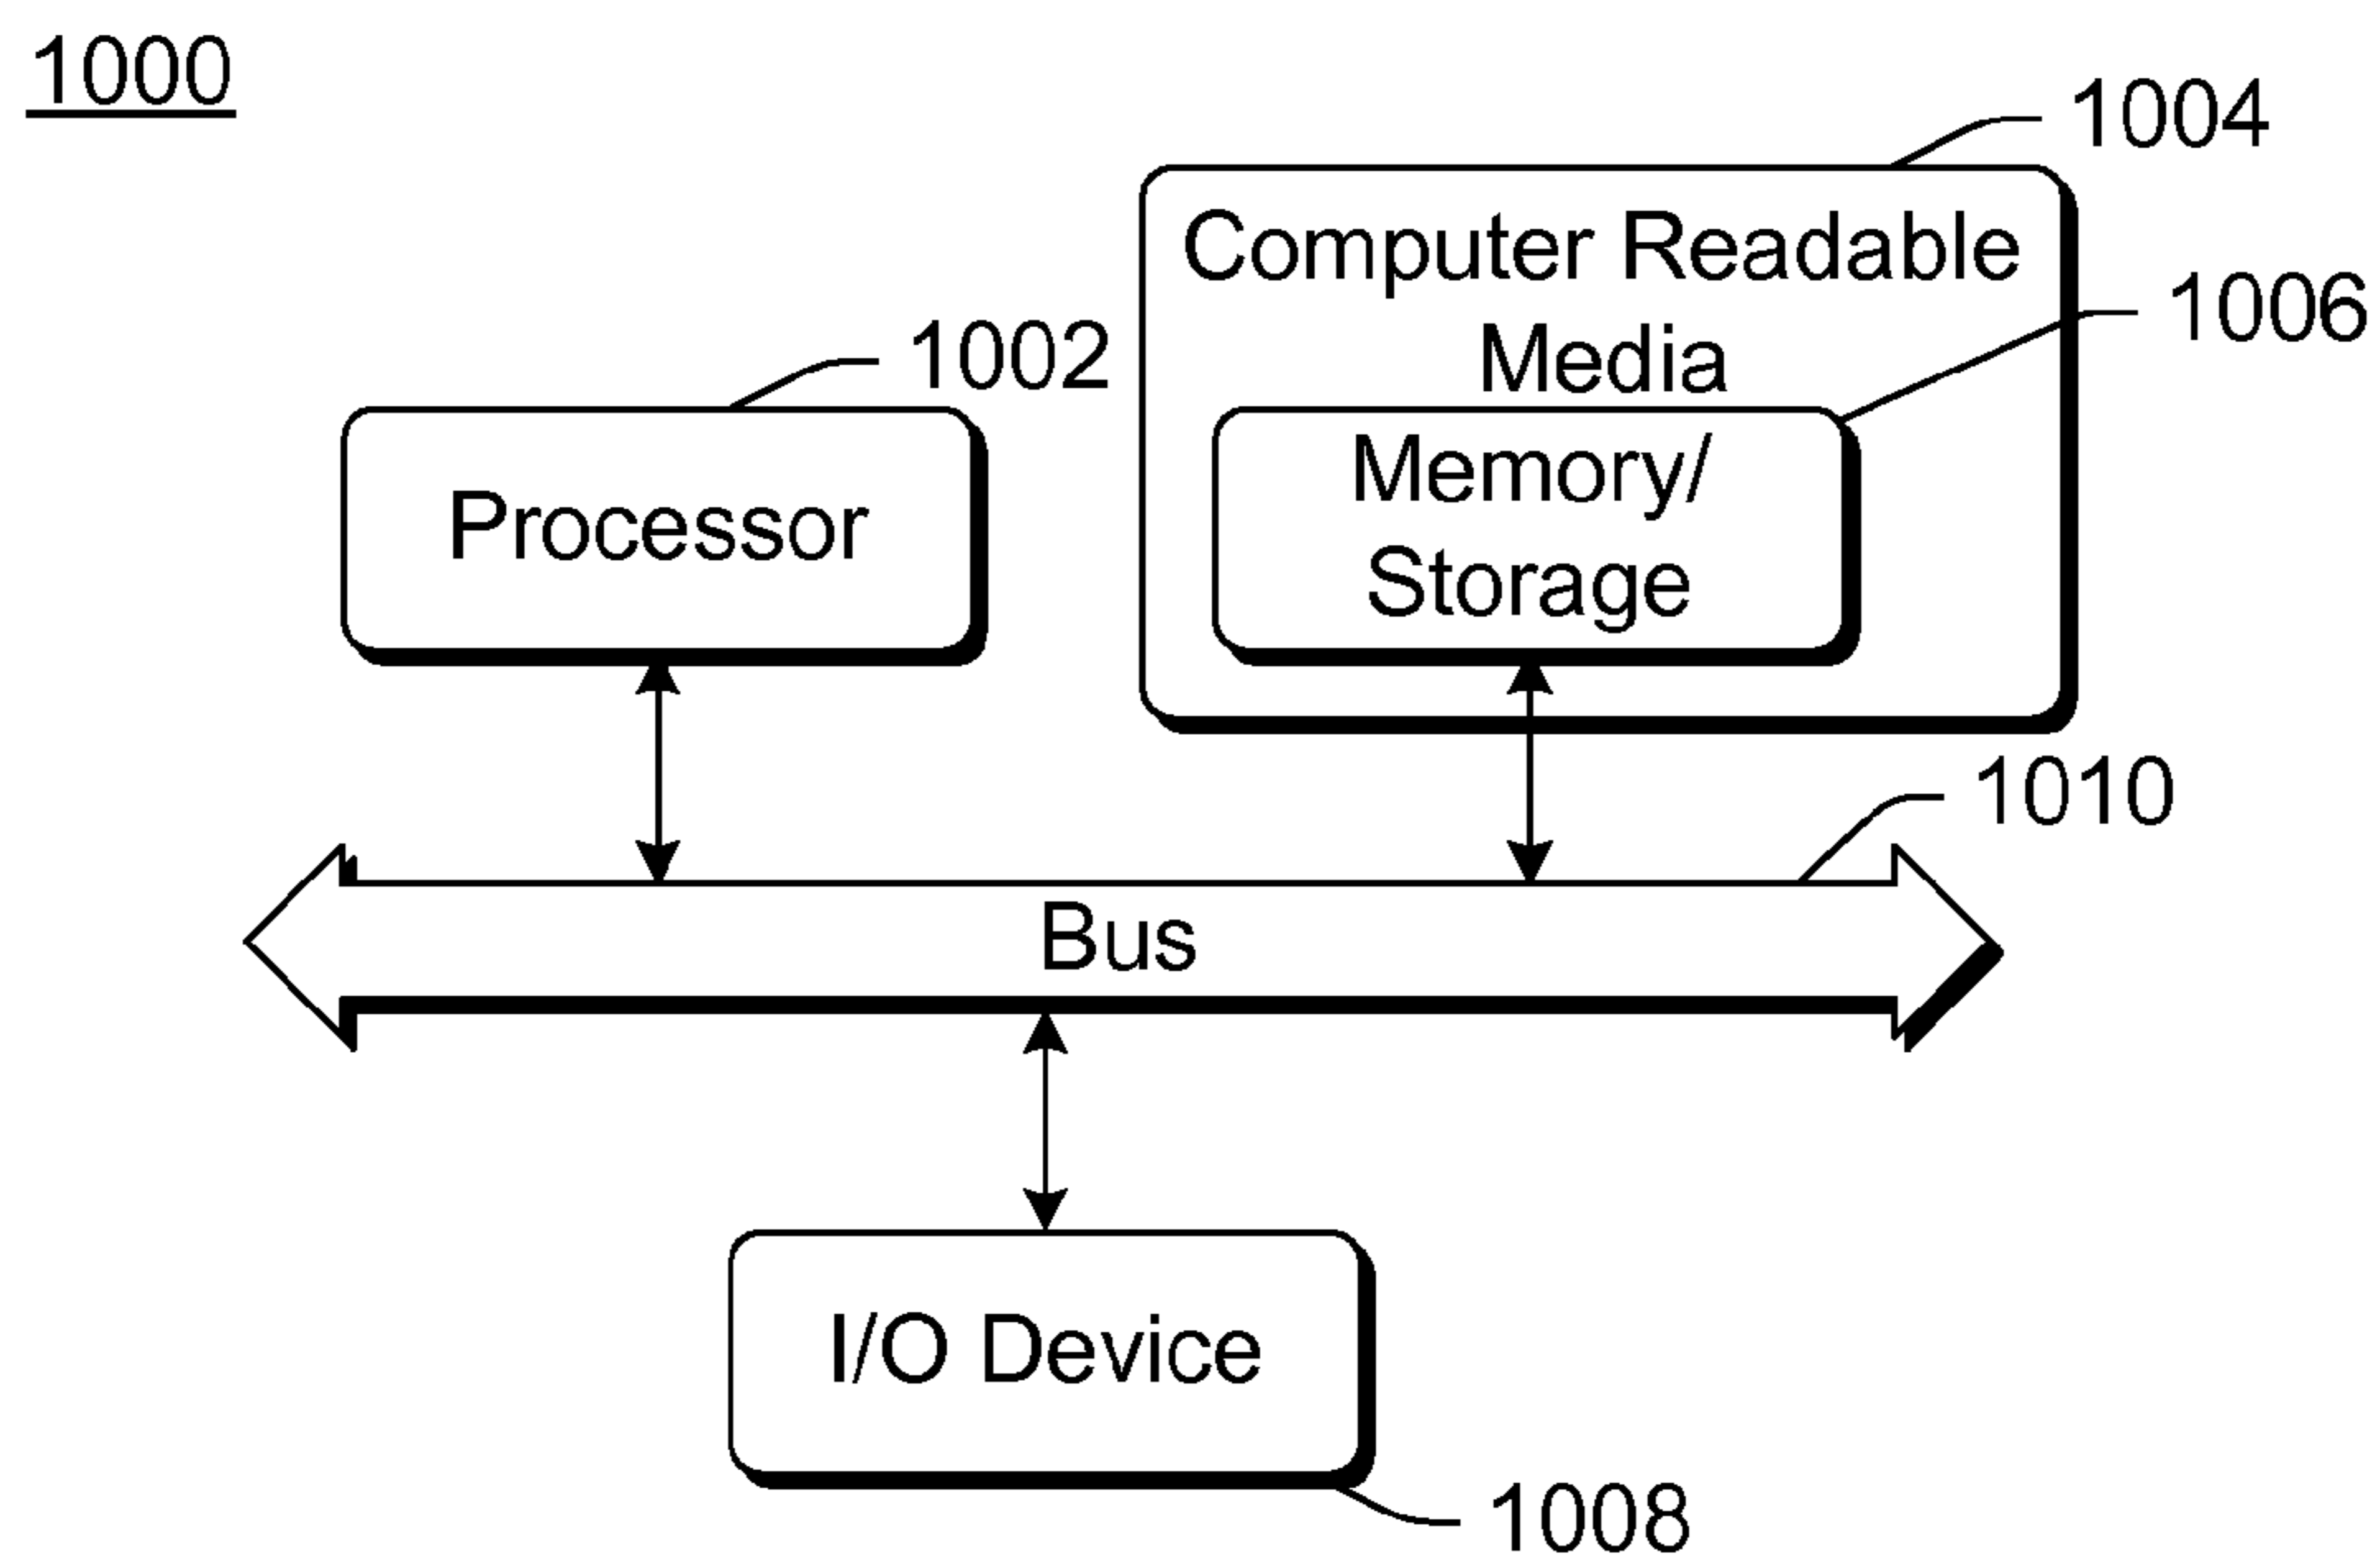 1000
1004
Computer Readable
Media
1006
1002
Processor
Memory/
Storage
1010
Bus
I/O Device
1008